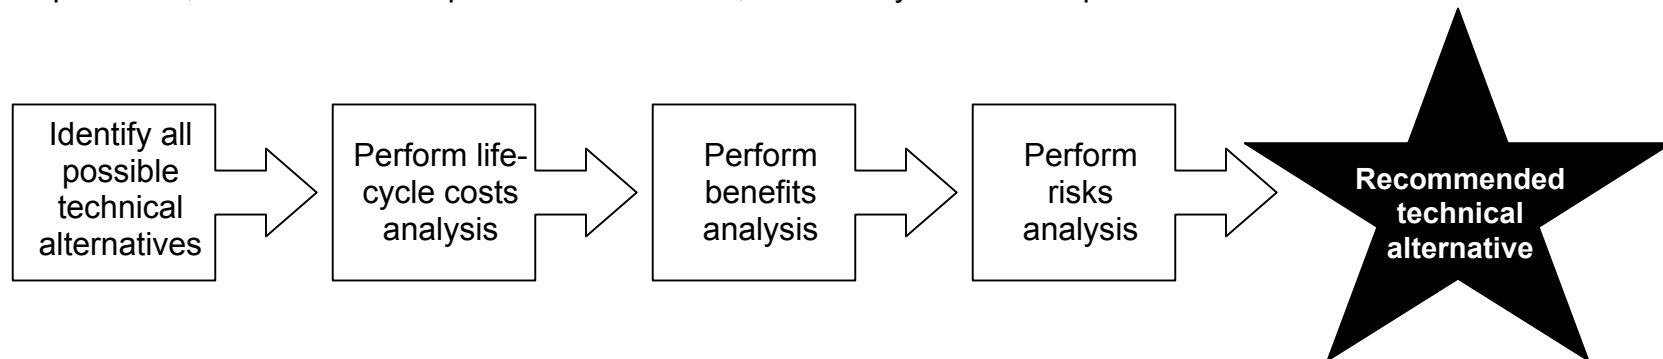 Identify all
possible
technical
alternatives
Perform life-
cycle costs
analysis
Perform
benefits
analysis
Perform
risks
analysis
Recommended
technical
alternative